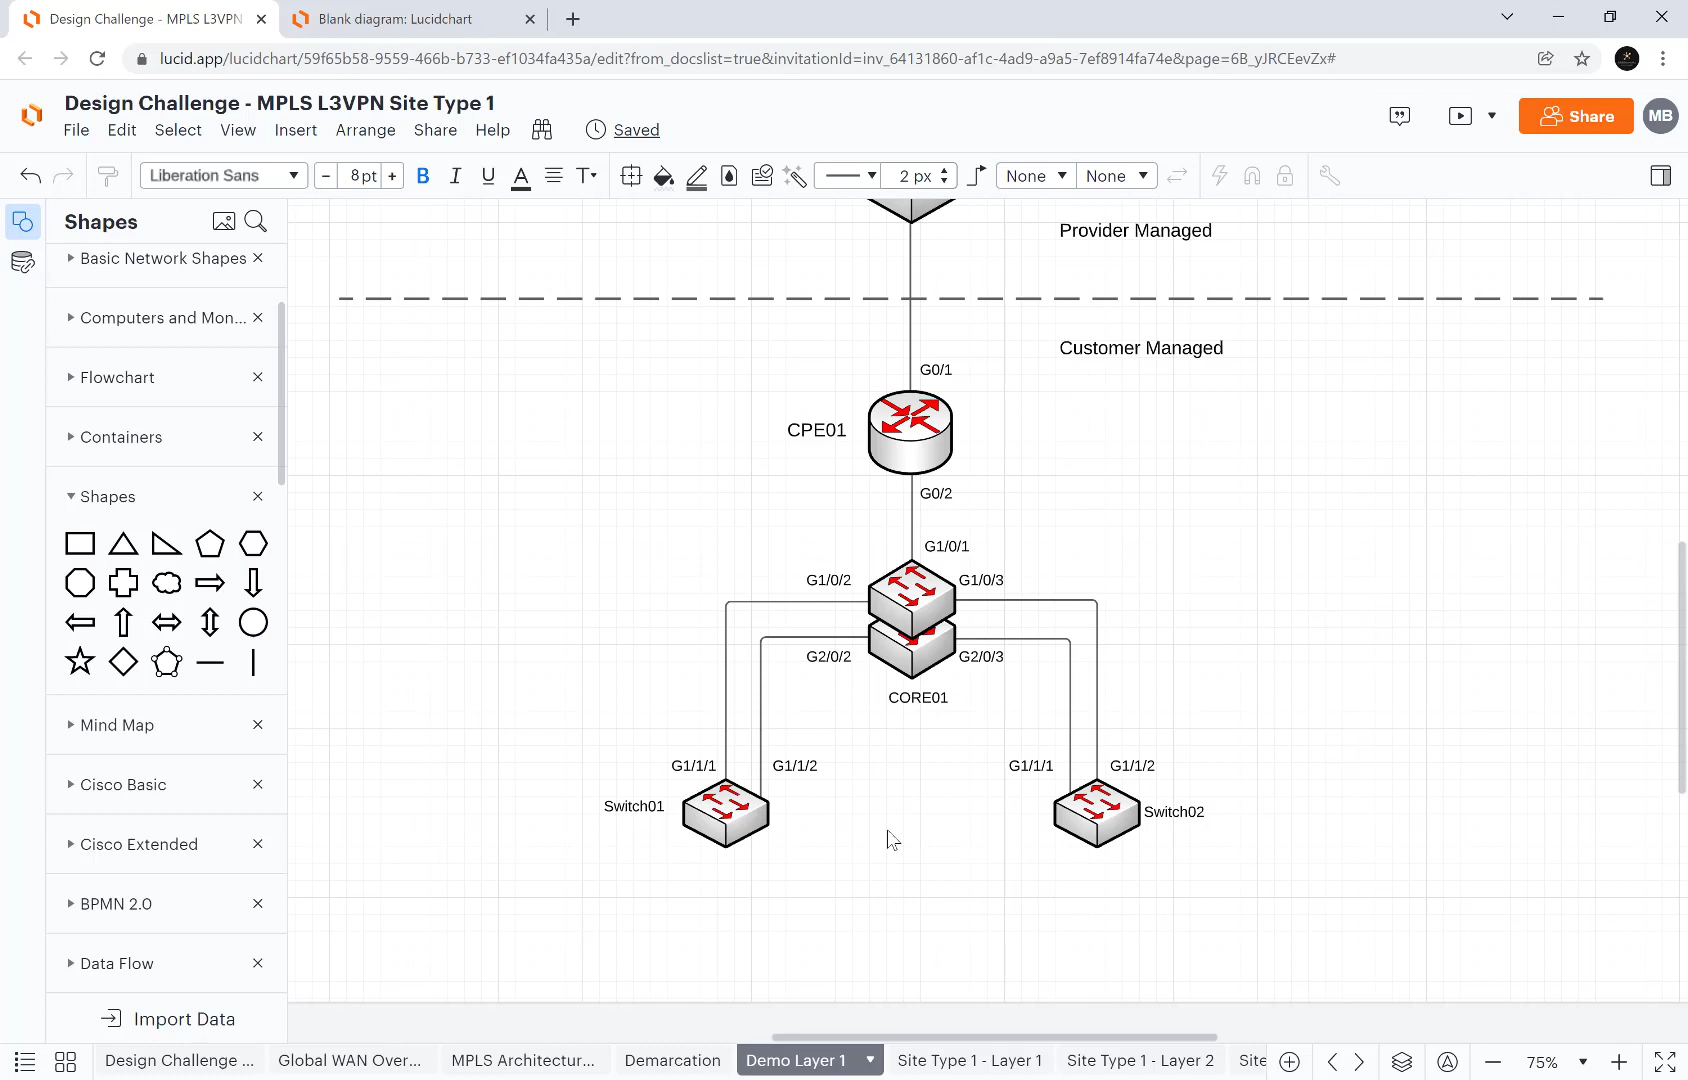 Design Challenge - MPLS L3VPN
Blank diagram: Lucidchart
lucid.app/lucidchart/59f65b58-9559-466b-b733-ef1034fa435a/edit?from_docslist=true&invitationId=inv_64131860-af1c-4ad9-a9a5-7ef8914fa74e&page=6B_yJRCEevZx#
Design Challenge - MPLS L3VPN Site Type 1
File Edit Select View Insert Arrange Share Help Saved
Share
MB
Liberation Sans - 8 pt + B I U A T 2 px None None
Shapes
Basic Network Shapes
Computers and Mon...
Flowchart
Containers
Shapes
Mind Map
Cisco Basic
Cisco Extended
BPMN 2.0
Data Flow
Import Data
Provider Managed
Customer Managed
G0/1
CPE01
G0/2
G1/0/1
G1/0/2 G1/0/3
G2/0/2 G2/0/3
CORE01
G1/1/1 G1/1/2 G1/1/1 G1/1/2
Switch01 Switch02
Design Challenge ... Global WAN Over... MPLS Architectur... Demarcation Demo Layer 1 Site Type 1 - Layer 1 Site Type 1 - Layer 2 Site 75%